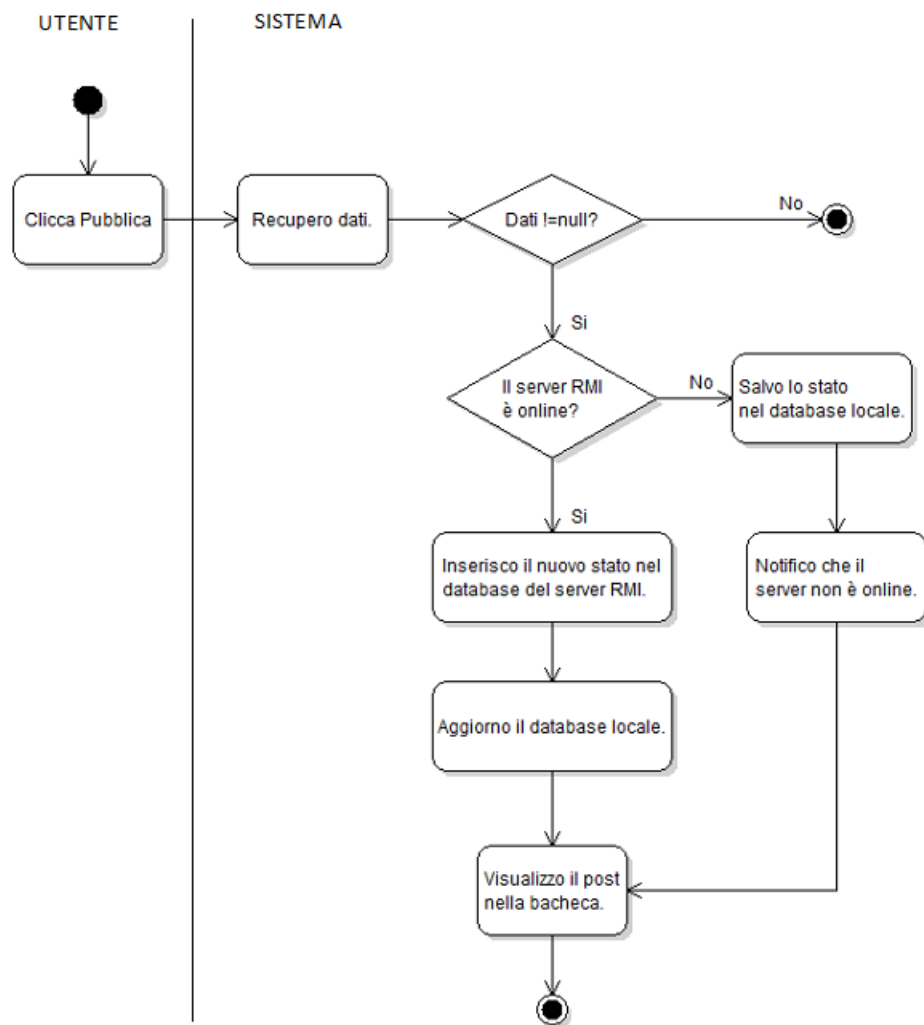 UTENTE
SISTEMA
Clicca Pubblica
Recupero dati.
Dati !=null?
No
Si
Il server RMI
è online?
No
Salvo lo stato
nel database locale.
Si
Inserisco il nuovo stato nel
database del server RMI.
Notifico che il
server non è online.
Aggiorno il database locale.
Visualizzo il post
nella bacheca.